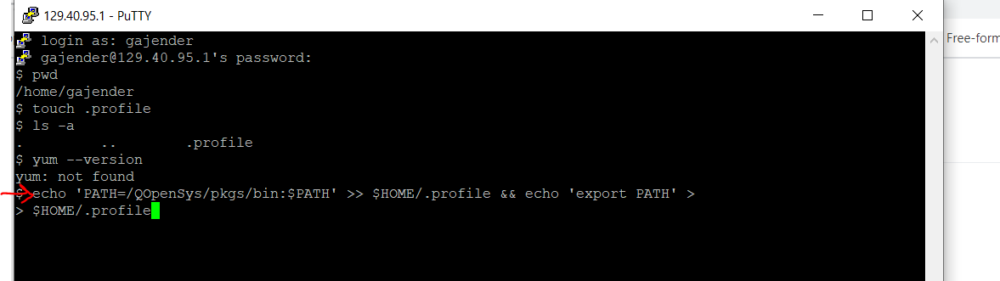 129.40.95.1 - PuTTY
login as: gajender
gajender@129.40.95.1's password:
$ pwd
/home/gajender
$ touch .profile
$ ls -a
. .. .profile
$ yum --version
yum: not found
$ echo 'PATH=/QOpenSys/pkgs/bin:$PATH' >> $HOME/.profile && echo 'export PATH' >
> $HOME/.profile
Free-form